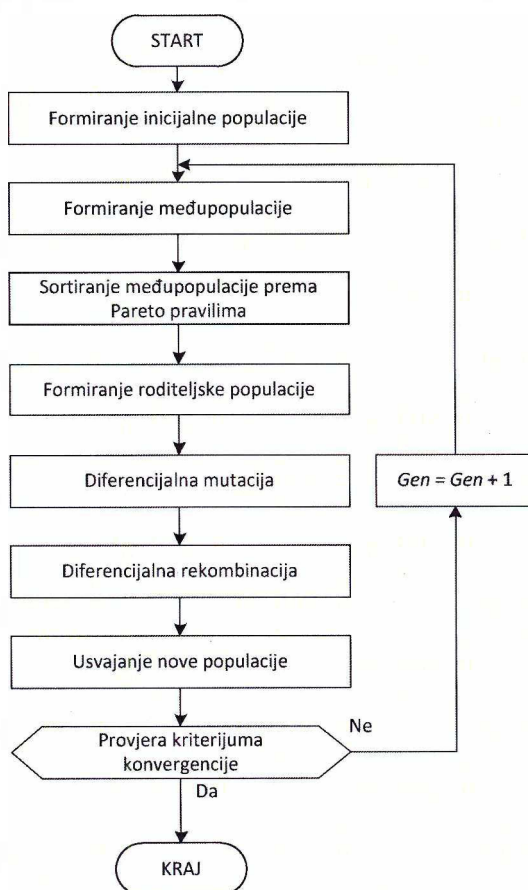 START
Formiranje inicijalne populacije
Formiranje međupopulacije
Sortiranje međupopulacije prema
Pareto pravilima
Formiranje roditeljske populacije
Diferencijalna mutacija
Gen = Gen + 1
Diferencijalna rekombinacija
Usvajanje nove populacije
Provjera kriterijuma
konvergencije
Ne
Da
KRAJ